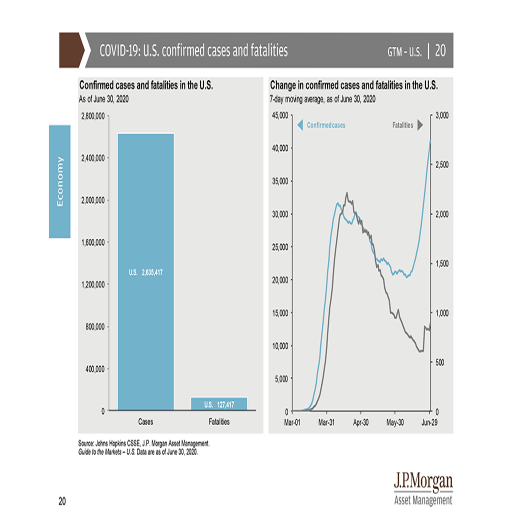 COVID-19: U.S. confirmed cases and fatalities
GTM – U.S. | 20
Economy
Confirmed cases and fatalities in the U.S.
As of June 30, 2020
2,800,000
2,400,000
2,000,000
1,600,000
1,200,000
800,000
400,000
0
U.S. 2,635,417
U.S. 127,417
Cases Fatalities
Change in confirmed cases and fatalities in the U.S.
7-day moving average, as of June 30, 2020
Confirmed cases Fatalities
45,000
40,000
35,000
30,000
25,000
20,000
15,000
10,000
5,000
0
3,000
2,500
2,000
1,500
1,000
500
0
Mar-01 Mar-31 Apr-30 May-30 Jun-29
Source: Johns Hopkins CSSE, J.P. Morgan Asset Management.
Guide to the Markets – U.S. Data are as of June 30, 2020.
20
J.P.Morgan
Asset Management